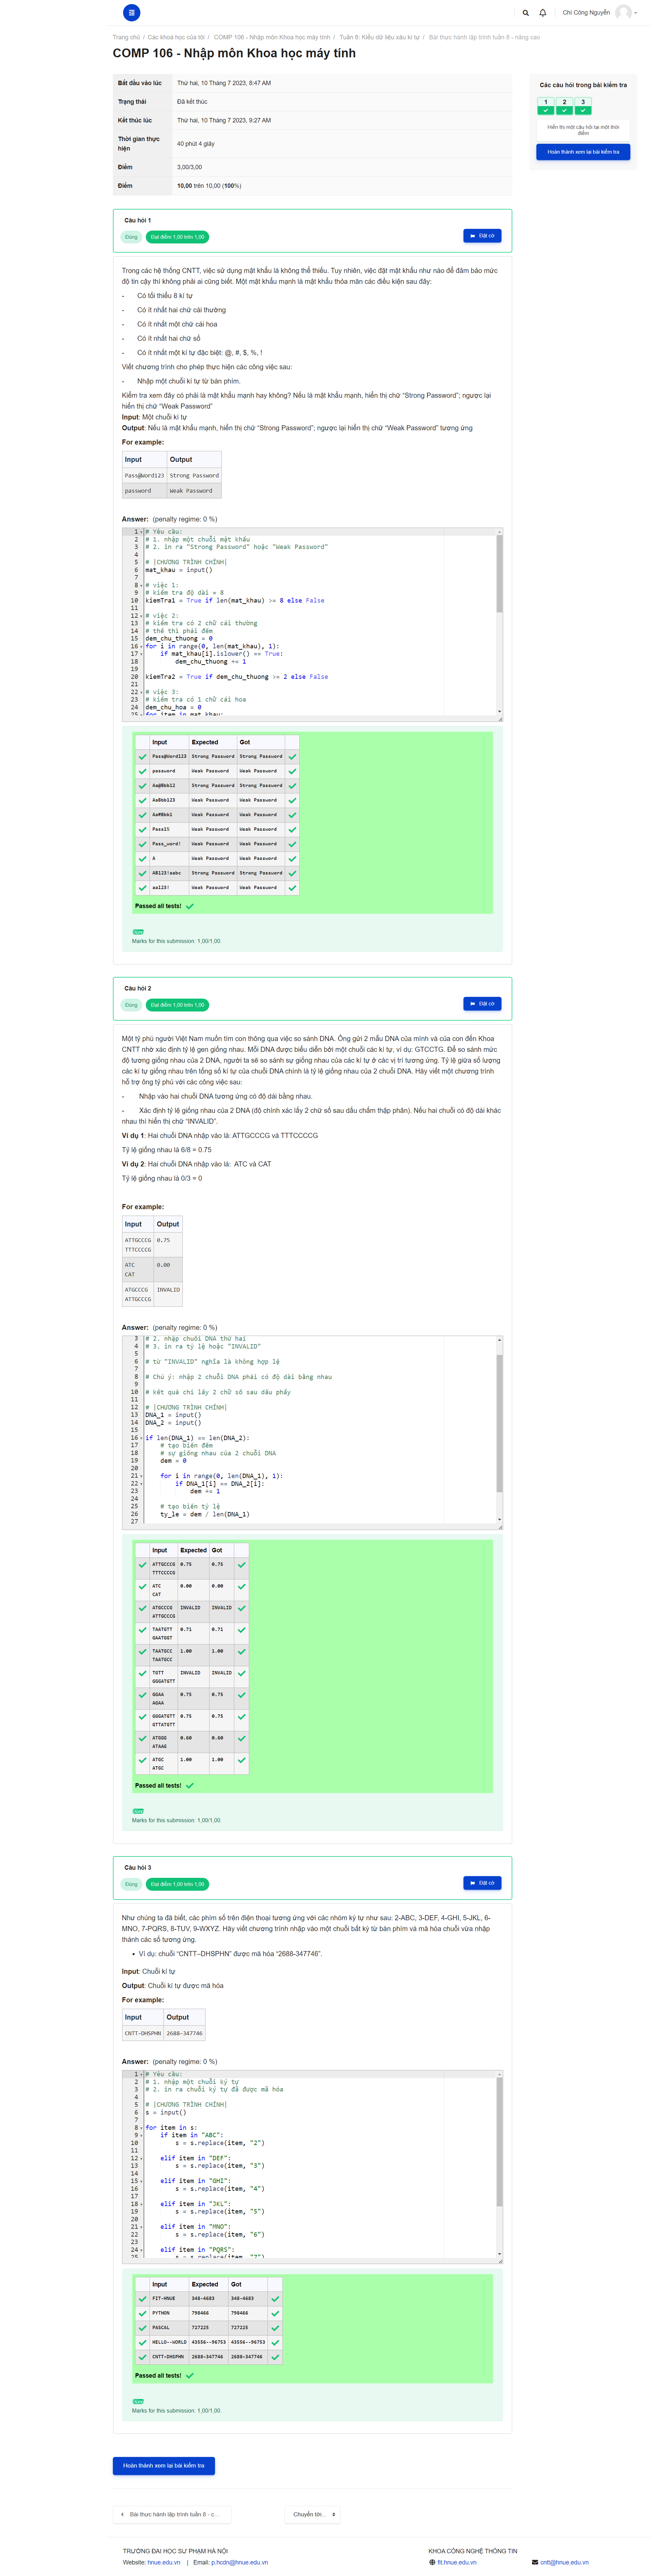 Chí Công Nguyễn
Trang chủ / Các khoá học của tôi / COMP 106 - Nhập môn Khoa học máy tính / Tuần 8: Kiểu dữ liệu xâu kí tự / Bài thực hành lập trình tuần 8 - nâng cao
COMP 106 - Nhập môn Khoa học máy tính
Bắt đầu vào lúc Thứ hai, 10 Tháng 7 2023, 8:47 AM
Trạng thái Đã kết thúc
Kết thúc lúc Thứ hai, 10 Tháng 7 2023, 9:27 AM
Thời gian thực hiện 40 phút 4 giây
Điểm 3,00/3,00
Điểm 10,00 trên 10,00 (100%)
Các câu hỏi trong bài kiểm tra
1 2 3
Hiển thị một câu hỏi tại một thời
điểm
Hoàn thành xem lại bài kiểm tra
Câu hỏi 1
Đúng Đạt điểm 1,00 trên 1,00
Đặt cờ
Trong các hệ thống CNTT, việc sử dụng mật khẩu là không thể thiếu. Tuy nhiên, việc đặt mật khẩu như nào để đảm bảo mức
độ tin cậy thì không phải ai cũng biết. Một mật khẩu mạnh là mật khẩu thỏa mãn các điều kiện sau đây:
- Có tối thiểu 8 kí tự
- Có ít nhất hai chữ cái thường
- Có ít nhất một chữ cái hoa
- Có ít nhất hai chữ số
- Có ít nhất một kí tự đặc biệt: @, #, $, %, !
Viết chương trình cho phép thực hiện các công việc sau:
- Nhập một chuỗi kí tự từ bàn phím.
Kiểm tra xem đây có phải là mật khẩu mạnh hay không? Nếu là mật khẩu mạnh, hiển thị chữ “Strong Password”; ngược lại
hiển thị chữ “Weak Password”
Input: Một chuỗi kí tự
Output: Nếu là mật khẩu mạnh, hiển thị chữ “Strong Password”; ngược lại hiển thị chữ “Weak Password” tương ứng
For example:
Input Output
Pass@Word123 Strong Password
password Weak Password
Answer: (penalty regime: 0 %)
1 # Yêu cầu:
2 # 1. nhập một chuỗi mật khẩu
3 # 2. in ra "Strong Password" hoặc "Weak Password"
4
5 # |CHƯƠNG TRÌNH CHÍNH|
6 mat_khau = input()
7
8 # việc 1:
9 # kiểm tra độ dài = 8
10 kiemTra1 = True if len(mat_khau) >= 8 else False
11
12 # việc 2:
13 # kiểm tra có 2 chữ cái thường
14 # thế thì phải đếm
15 dem_chu_thuong = 0
16 for i in range(0, len(mat_khau), 1):
17 if mat_khau[i].islower() == True:
18 dem_chu_thuong += 1
19
20 kiemTra2 = True if dem_chu_thuong >= 2 else False
21
22 # việc 3:
23 # kiểm tra có 1 chữ cái hoa
24 dem_chu_hoa = 0
25 for item in mat_khau:
Input Expected Got
Pass@Word123 Strong Password Strong Password
password Weak Password Weak Password
Aa@Bbb12 Strong Password Strong Password
AaBbb123 Weak Password Weak Password
Aa#Bbb1 Weak Password Weak Password
Pass15 Weak Password Weak Password
Pass_word! Weak Password Weak Password
A Weak Password Weak Password
AB123!aabc Strong Password Strong Password
aa123! Weak Password Weak Password
Passed all tests!
Đúng
Marks for this submission: 1,00/1,00.
Câu hỏi 2
Đúng Đạt điểm 1,00 trên 1,00
Đặt cờ
Một tỷ phú người Việt Nam muốn tìm con thông qua việc so sánh DNA. Ông gửi 2 mẫu DNA của mình và của con đến Khoa
CNTT nhờ xác định tỷ lệ gen giống nhau. Mỗi DNA được biểu diễn bởi một chuỗi các kí tự, ví dụ: GTCCTG. Để so sánh mức
độ tương giống nhau của 2 DNA, người ta sẽ so sánh sự giống nhau của các kí tự ở các vị trí tương ứng. Tỷ lệ giữa số lượng
các kí tự giống nhau trên tổng số kí tự của chuỗi DNA chính là tỷ lệ giống nhau của 2 chuỗi DNA. Hãy viết một chương trình
hỗ trợ ông tỷ phú với các công việc sau:
- Nhập vào hai chuỗi DNA tương ứng có độ dài bằng nhau.
- Xác định tỷ lệ giống nhau của 2 DNA (độ chính xác lấy 2 chữ số sau dấu chấm thập phân). Nếu hai chuỗi có độ dài khác
nhau thì hiển thị chữ “INVALID”.
Ví dụ 1: Hai chuỗi DNA nhập vào là: ATTGCCCG và TTTCCCCG
Tỷ lệ giống nhau là 6/8 = 0.75
Ví dụ 2: Hai chuỗi DNA nhập vào là: ATC và CAT
Tỷ lệ giống nhau là 0/3 = 0
For example:
Input Output
ATTGCCCG 0.75
TTTCCCCG
ATC 0.00
CAT
ATGCCCG INVALID
ATTGCCCG
Answer: (penalty regime: 0 %)
3 # 2. nhập chuỗi DNA thứ hai
4 # 3. in ra tỷ lệ hoặc "INVALID"
5
6 # từ "INVALID" nghĩa là không hợp lệ
7
8 # Chú ý: nhập 2 chuỗi DNA phải có độ dài bằng nhau
9
10 # kết quả chỉ lấy 2 chữ số sau dấu phẩy
11
12 # |CHƯƠNG TRÌNH CHÍNH|
13 DNA_1 = input()
14 DNA_2 = input()
15
16 if len(DNA_1) == len(DNA_2):
17 # tạo biến đếm
18 # sự giống nhau của 2 chuỗi DNA
19 dem = 0
20
21 for i in range(0, len(DNA_1), 1):
22 if DNA_1[i] == DNA_2[i]:
23 dem += 1
24
25 # tạo biến tỷ lệ
26 ty_le = dem / len(DNA_1)
27
Input Expected Got
ATTGCCCG 0.75 0.75
TTTCCCCG
ATC 0.00 0.00
CAT
ATGCCCG INVALID INVALID
ATTGCCCG
TAATGTT 0.71 0.71
GAATGGT
TAATGCC 1.00 1.00
TAATGCC
TGTT INVALID INVALID
GGGATGTT
GGAA 0.75 0.75
AGAA
GGGATGTT 0.75 0.75
GTTATGTT
ATGGG 0.60 0.60
ATAAG
ATGC 1.00 1.00
ATGC
Passed all tests!
Đúng
Marks for this submission: 1,00/1,00.
Câu hỏi 3
Đúng Đạt điểm 1,00 trên 1,00
Đặt cờ
Như chúng ta đã biết, các phím số trên điện thoại tương ứng với các nhóm ký tự như sau: 2-ABC, 3-DEF, 4-GHI, 5-JKL, 6-
MNO, 7-PQRS, 8-TUV, 9-WXYZ. Hãy viết chương trình nhập vào một chuỗi bất kỳ từ bàn phím và mã hóa chuỗi vừa nhập
thành các số tương ứng.
• Ví dụ: chuỗi “CNTT–DHSPHN” được mã hóa “2688-347746”.
Input: Chuỗi kí tự
Output: Chuỗi kí tự được mã hóa
For example:
Input Output
CNTT-DHSPHN 2688-347746
Answer: (penalty regime: 0 %)
1 # Yêu cầu:
2 # 1. nhập một chuỗi ký tự
3 # 2. in ra chuỗi ký tự đã được mã hóa
4
5 # |CHƯƠNG TRÌNH CHÍNH|
6 s = input()
7
8 for item in s:
9 if item in "ABC":
10 s = s.replace(item, "2")
11
12 elif item in "DEF":
13 s = s.replace(item, "3")
14
15 elif item in "GHI":
16 s = s.replace(item, "4")
17
18 elif item in "JKL":
19 s = s.replace(item, "5")
20
21 elif item in "MNO":
22 s = s.replace(item, "6")
23
24 elif item in "PQRS":
25 s = s.replace(item, "7")
Input Expected Got
FIT-HNUE 348-4683 348-4683
PYTHON 798466 798466
PASCAL 727225 727225
HELLO--WORLD 43556--96753 43556--96753
CNTT-DHSPHN 2688-347746 2688-347746
Passed all tests!
Đúng
Marks for this submission: 1,00/1,00.
Hoàn thành xem lại bài kiểm tra
Bài thực hành lập trình tuần 8 - c...
Chuyển tới...
TRƯỜNG ĐẠI HỌC SƯ PHẠM HÀ NỘI
Website: hnue.edu.vn | Email: p.hcdn@hnue.edu.vn
KHOA CÔNG NGHỆ THÔNG TIN
fit.hnue.edu.vn
cntt@hnue.edu.vn